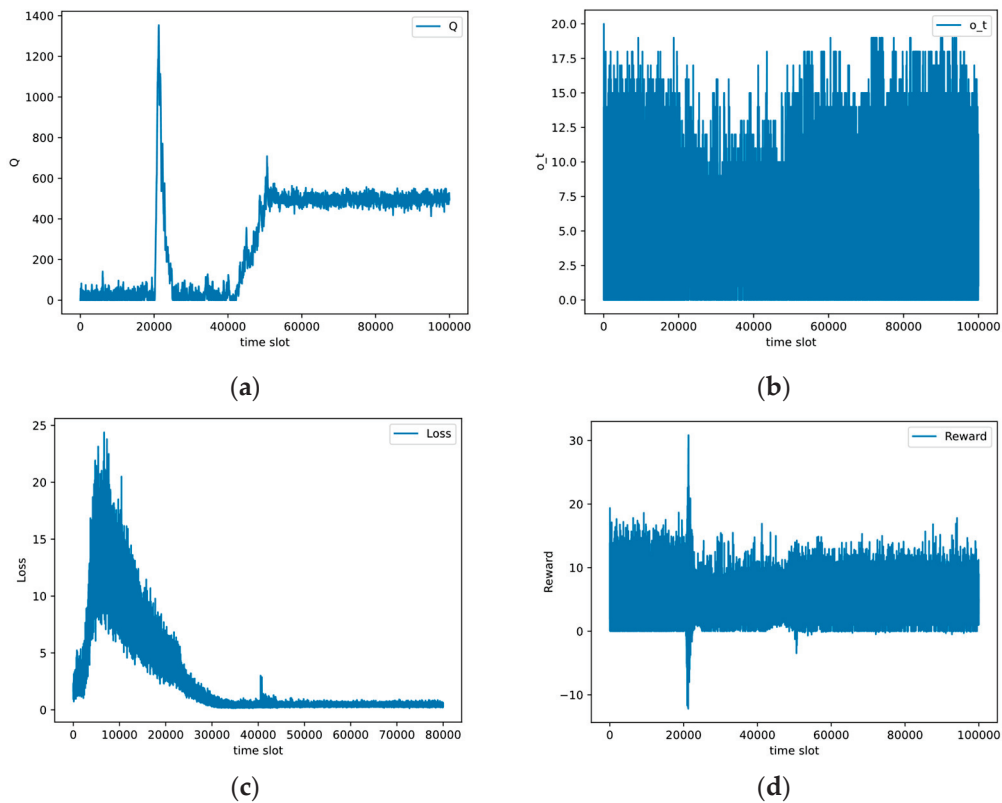 Q
1400
1200
1000
800
600
400
200
0
Q
0 20000 40000 60000 80000 100000
time slot
(a)
o_t
20.0
17.5
15.0
12.5
10.0
7.5
5.0
2.5
0.0
o_t
0 20000 40000 60000 80000 100000
time slot
(b)
Loss
25
20
15
10
5
0
Loss
0 10000 20000 30000 40000 50000 60000 70000 80000
time slot
(c)
Reward
30
20
10
0
−10
Reward
0 20000 40000 60000 80000 100000
time slot
(d)